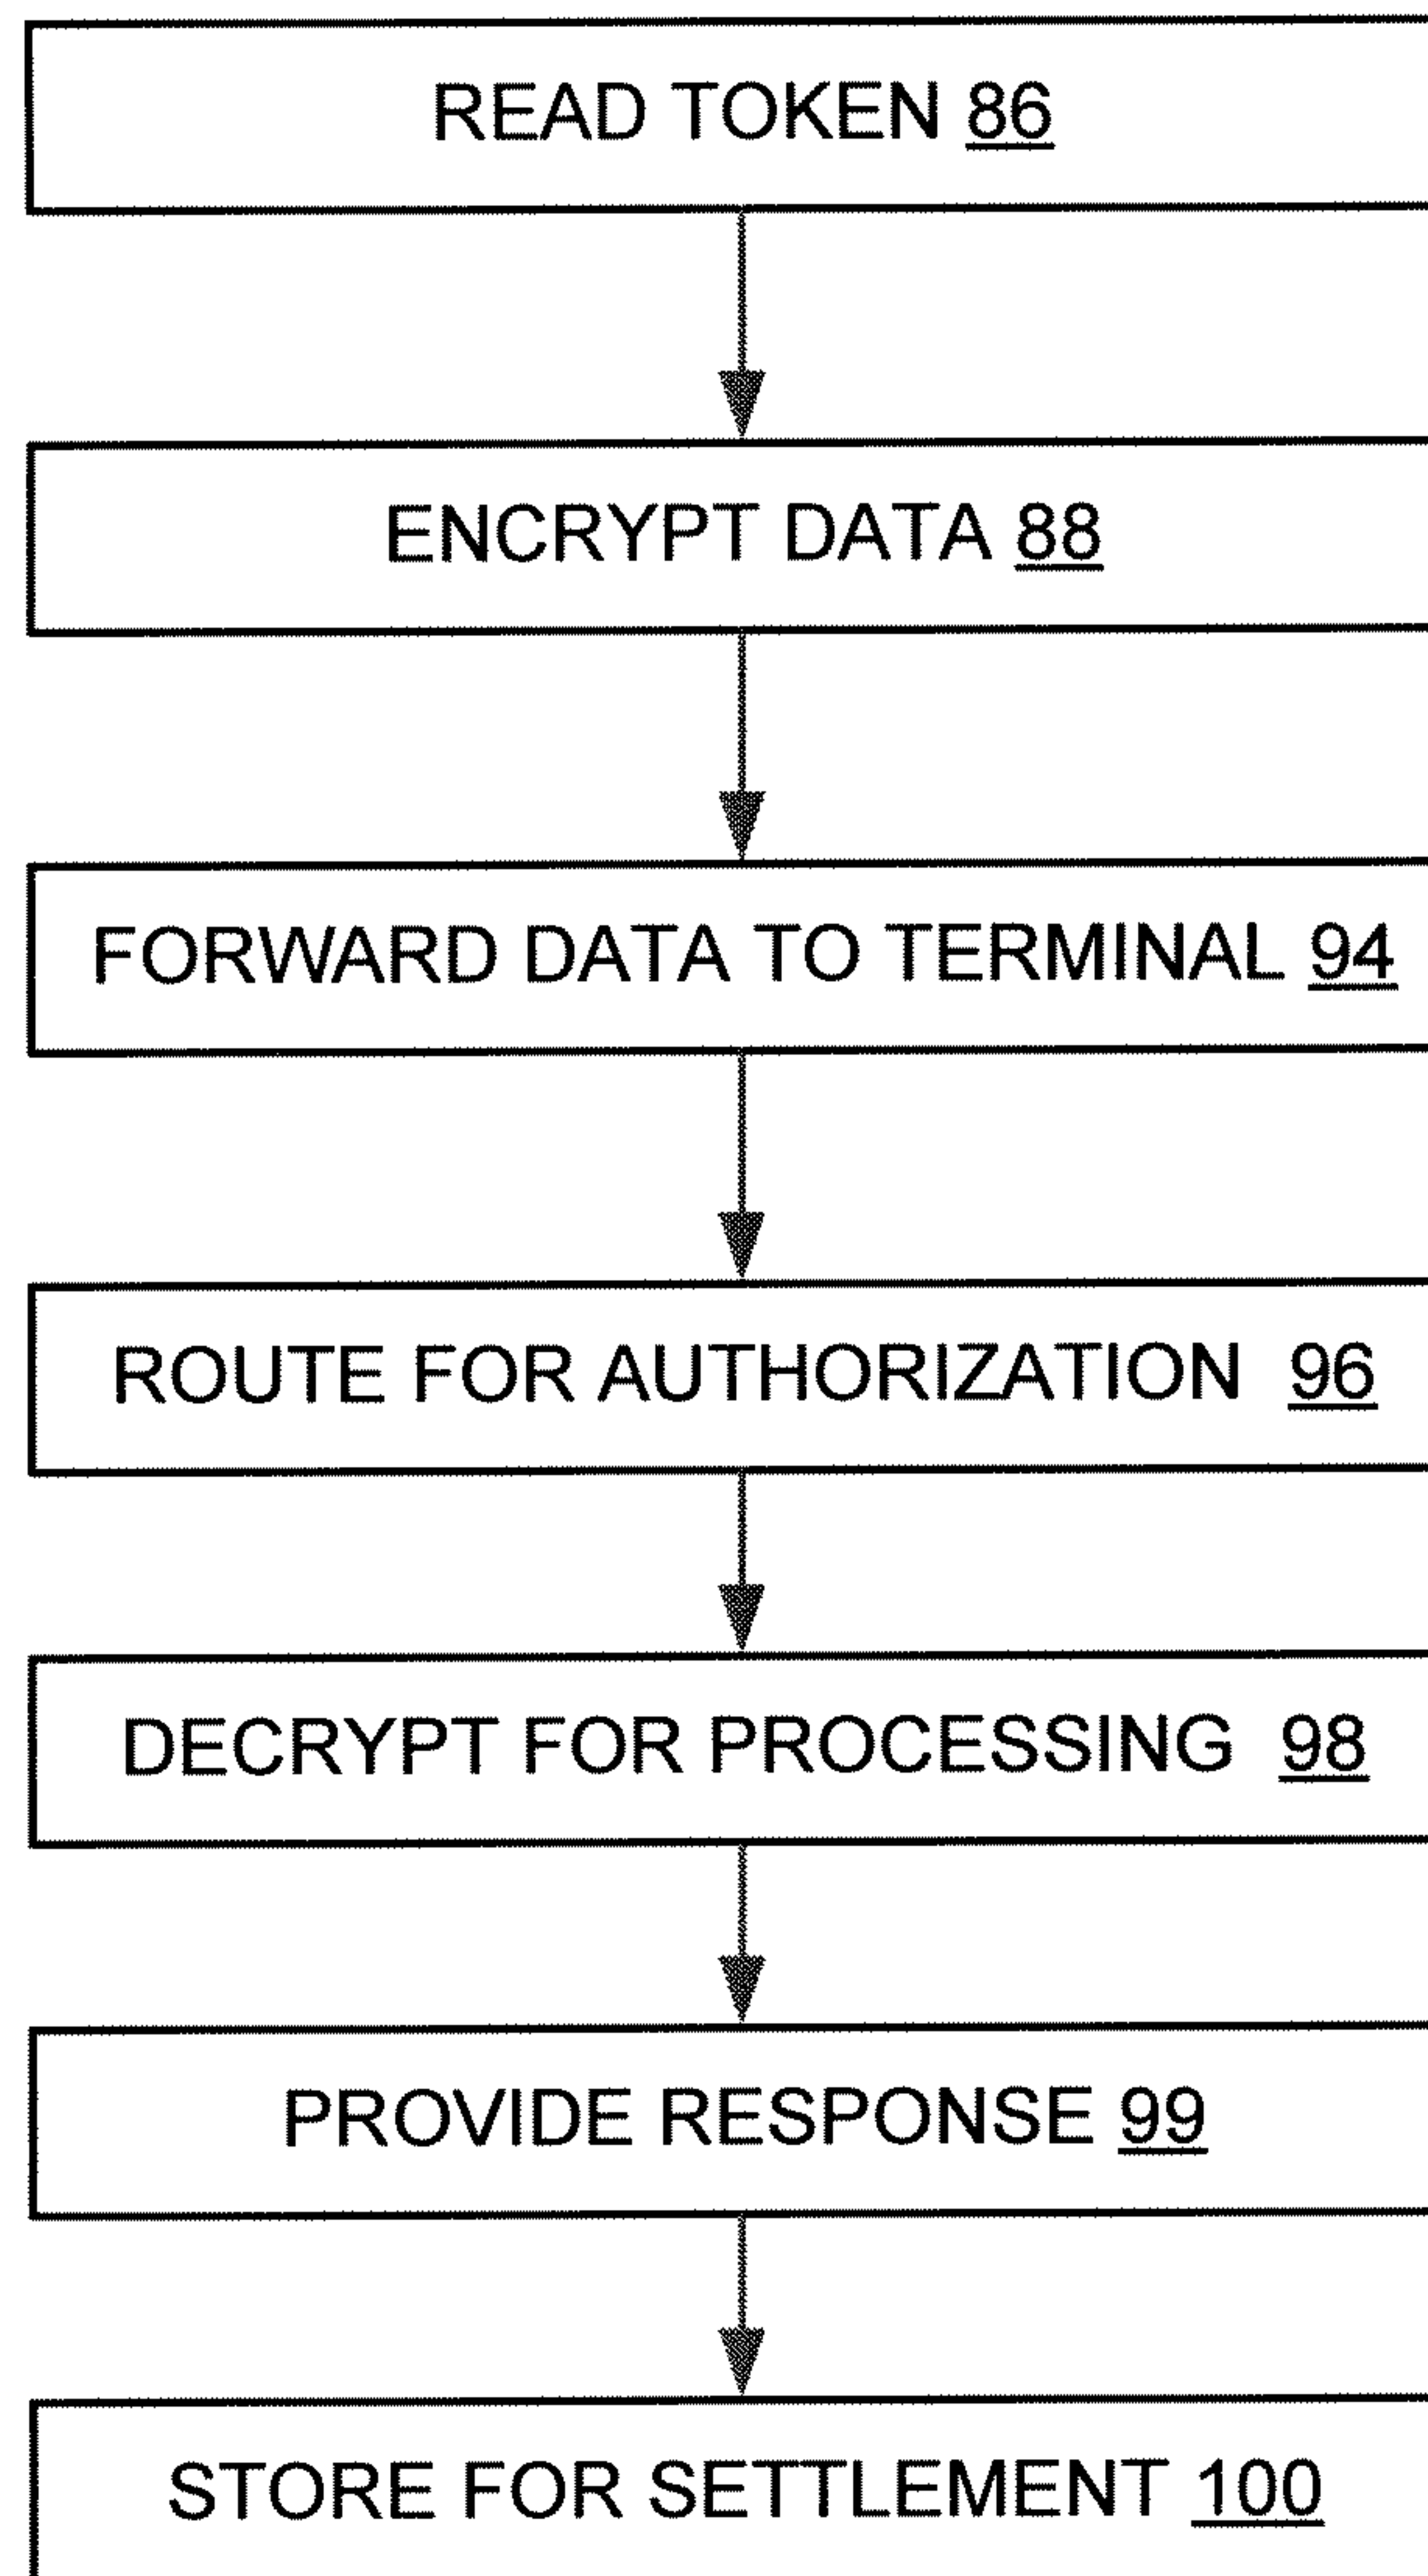 READ TOKEN 86
ENCRYPT DATA 88
FORWARD DATA TO TERMINAL 94
ROUTE FOR AUTHORIZATION 96
DECRYPT FOR PROCESSING 98
PROVIDE RESPONSE 99
STORE FOR SETTLEMENT 100